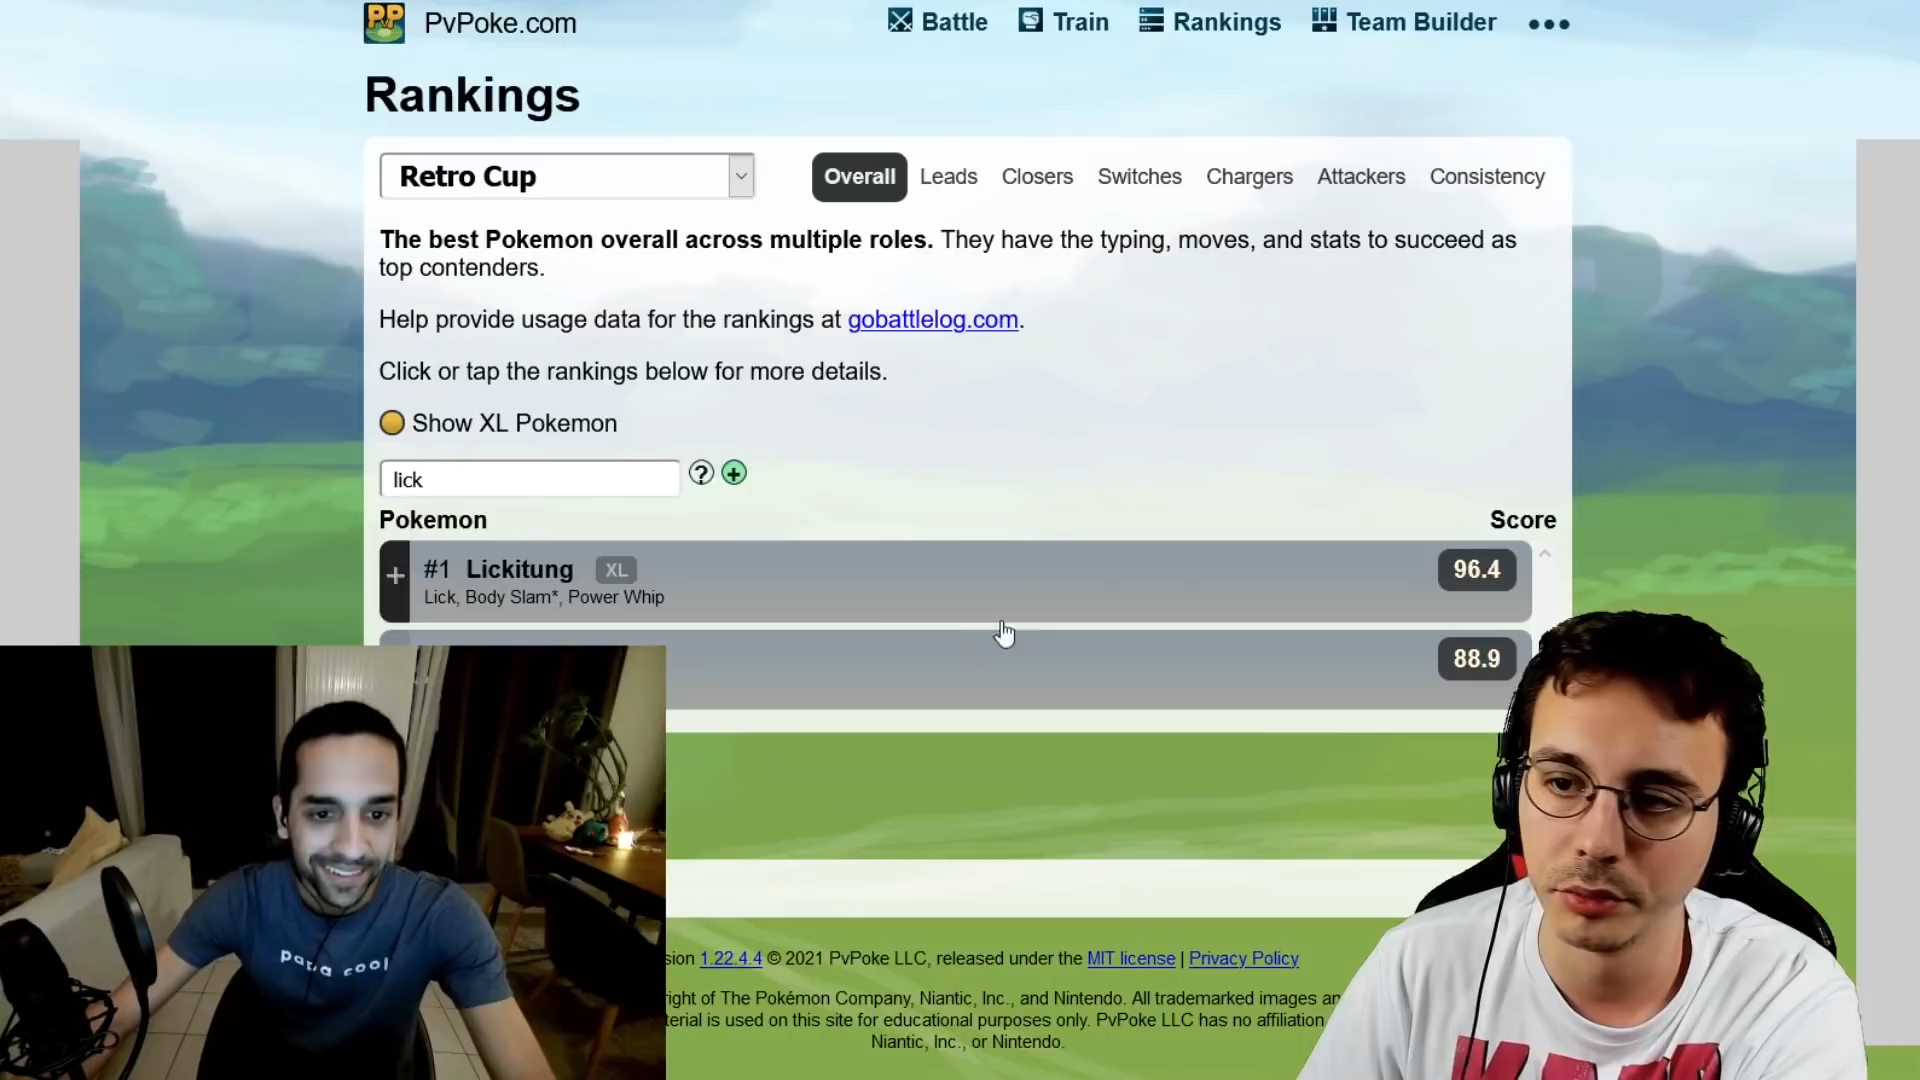 PvPoke.com
Battle
Train
Rankings
Team Builder
Rankings
Retro Cup
Overall
Leads
Closers
Switches
Chargers
Attackers
Consistency
The best Pokemon overall across multiple roles. They have the typing, moves, and stats to succeed as
top contenders.
Help provide usage data for the rankings at gobattlelog.com.
Click or tap the rankings below for more details.
Show XL Pokemon
lick
?
+
Pokemon
Score
+
#1 Lickitung XL
96.4
Lick, Body Slam*, Power Whip
88.9
papa cool
sion 1.22.4.4 © 2021 PvPoke LLC, released under the MIT license | Privacy Policy
right of The Pokémon Company, Niantic, Inc., and Nintendo. All trademarked images an
terial is used on this site for educational purposes only. PvPoke LLC has no affiliation
Niantic, Inc., or Nintendo.